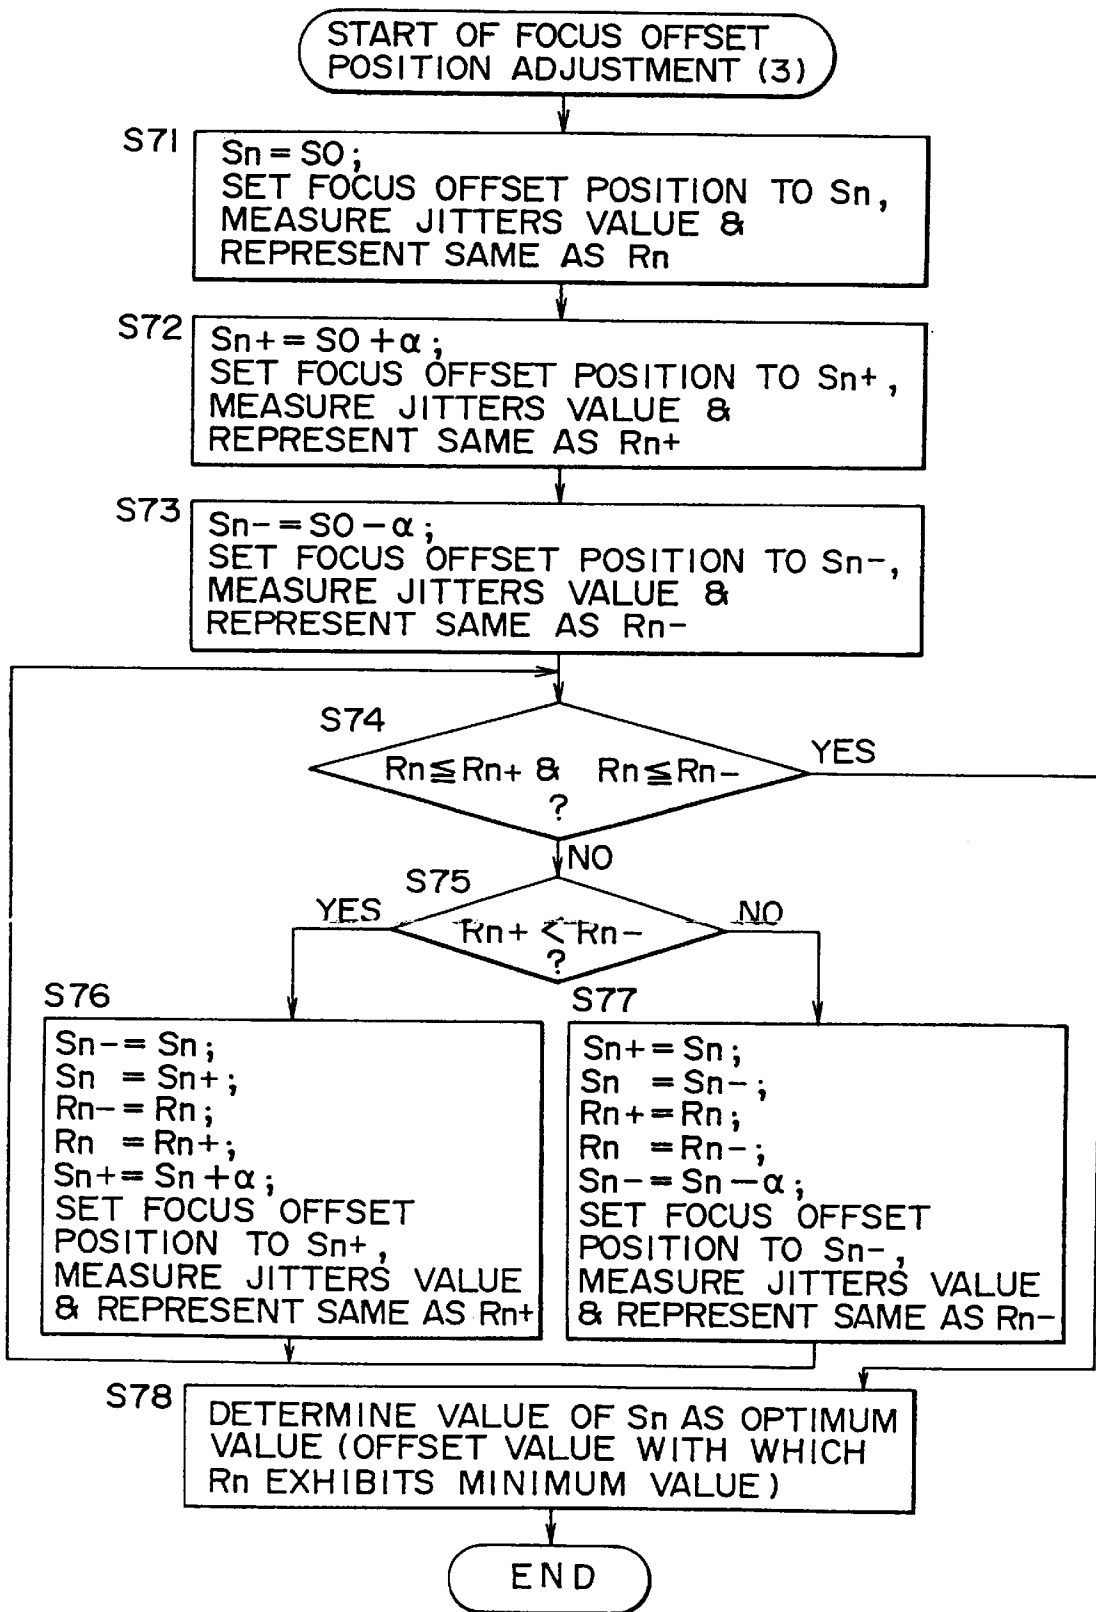 START OF FOCUS OFFSET
POSITION ADJUSTMENT (3)
S71
Sn = S0;
SET FOCUS OFFSET POSITION TO Sn,
MEASURE JITTERS VALUE &
REPRESENT SAME AS Rn
S72
Sn+ = S0 + α;
SET FOCUS OFFSET POSITION TO Sn+,
MEASURE JITTERS VALUE &
REPRESENT SAME AS Rn+
S73
Sn- = S0 - α;
SET FOCUS OFFSET POSITION TO Sn-,
MEASURE JITTERS VALUE &
REPRESENT SAME AS Rn-
S74
Rn ≦ Rn+ & Rn ≦ Rn-
?
YES
NO
S75
Rn+ < Rn-
?
YES
NO
S76
Sn- = Sn;
Sn = Sn+;
Rn- = Rn;
Rn = Rn+;
Sn+ = Sn + α;
SET FOCUS OFFSET
POSITION TO Sn+,
MEASURE JITTERS VALUE
& REPRESENT SAME AS Rn+
S77
Sn+ = Sn;
Sn = Sn-;
Rn+ = Rn;
Rn = Rn-;
Sn- = Sn - α;
SET FOCUS OFFSET
POSITION TO Sn-,
MEASURE JITTERS VALUE
& REPRESENT SAME AS Rn-
S78
DETERMINE VALUE OF Sn AS OPTIMUM
VALUE (OFFSET VALUE WITH WHICH
Rn EXHIBITS MINIMUM VALUE)
END